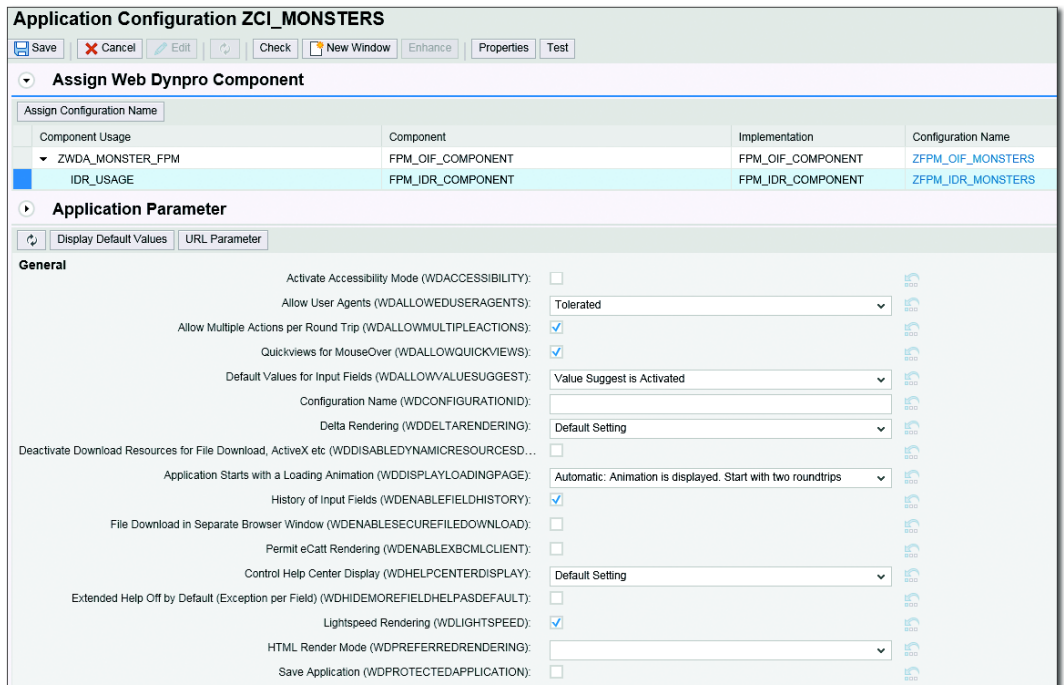 Application Configuration ZCI_MONSTERS
Save Cancel Edit Check New Window Enhance Properties Test
Assign Web Dynpro Component
Assign Configuration Name
Component Usage Component Implementation Configuration Name
ZWDA_MONSTER_FPM FPM_OIF_COMPONENT FPM_OIF_COMPONENT ZFPM_OIF_MONSTERS
IDR_USAGE FPM_IDR_COMPONENT FPM_IDR_COMPONENT ZFPM_IDR_MONSTERS
Application Parameter
Display Default Values URL Parameter
General
Activate Accessibility Mode (WDACCESSIBILITY):
Allow User Agents (WDALLOWEDUSERAGENTS): Tolerated
Allow Multiple Actions per Round Trip (WDALLOWMULTIPLEACTIONS):
Quickviews for MouseOver (WDALLOWQUICKVIEWS):
Default Values for Input Fields (WDALLOWVALUESUGGEST): Value Suggest is Activated
Configuration Name (WDCONFIGURATIONID):
Delta Rendering (WDDELTARENDERING): Default Setting
Deactivate Download Resources for File Download, ActiveX etc (WDDISABLEDYNAMICRESOURCESD...
Application Starts with a Loading Animation (WDDISPLAYLOADINGPAGE): Automatic: Animation is displayed. Start with two roundtrips
History of Input Fields (WDENABLEFIELDHISTORY):
File Download in Separate Browser Window (WDENABLESECUREFILEDOWNLOAD):
Permit eCatt Rendering (WDENABLEXBCMLCLIENT):
Control Help Center Display (WDHELPCENTERDISPLAY): Default Setting
Extended Help Off by Default (Exception per Field) (WDHIDEMOREFIELDHELPASDEFAULT):
Lightspeed Rendering (WDLIGHTSPEED):
HTML Render Mode (WDPREFERREDRENDERING):
Save Application (WDPROTECTEDAPPLICATION):